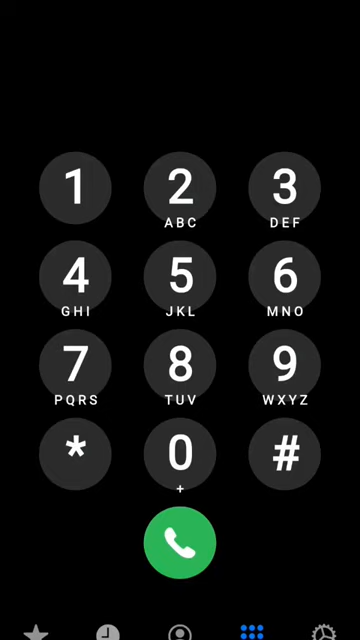 1 2 3
ABC DEF
4 5 6
GHI JKL MNO
7 8 9
PQRS TUV WXYZ
* 0 #
+